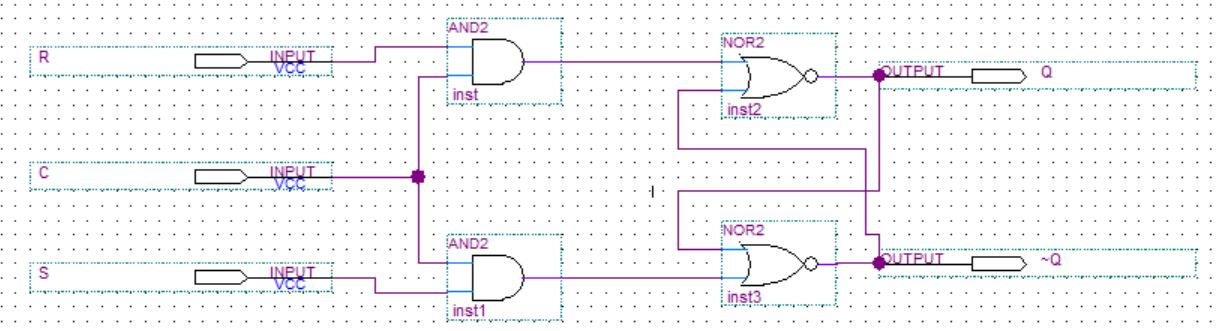 AND2
NOR2
R INPUT VCC
OUTPUT Q
inst
inst2
C INPUT VCC
AND2
NOR2
S INPUT VCC
OUTPUT ~Q
inst1
inst3